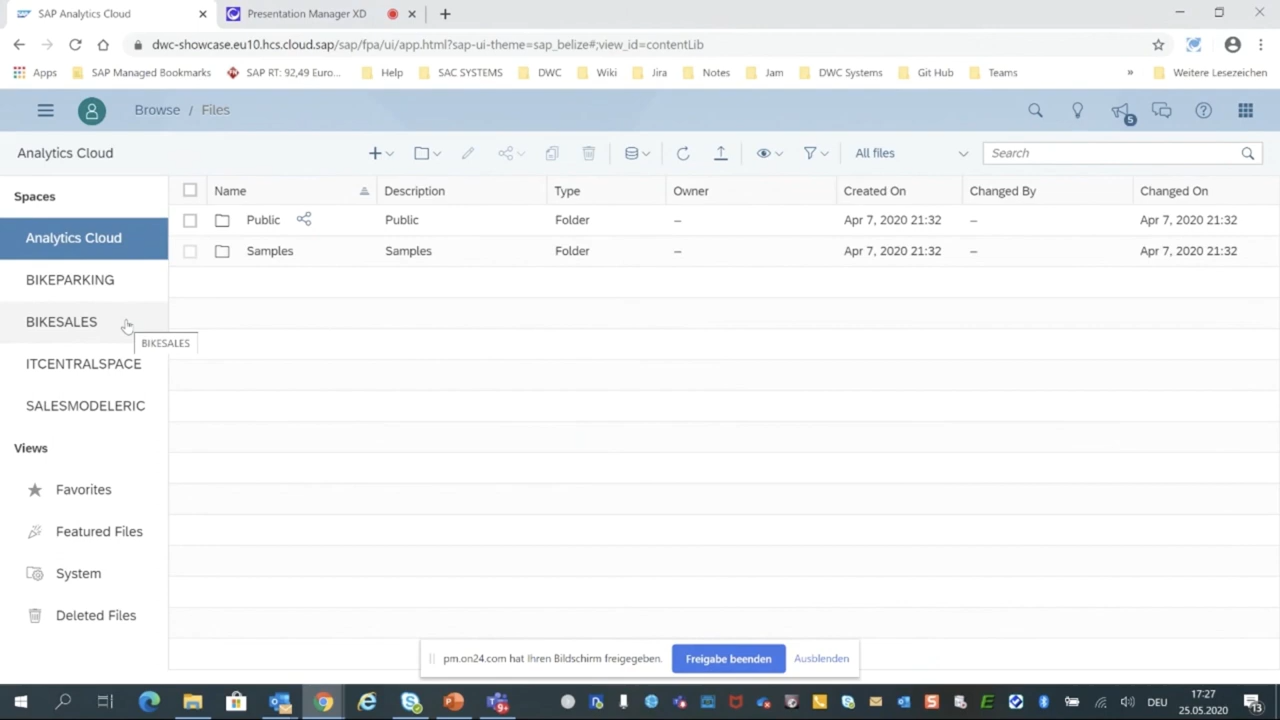 SAP Analytics Cloud
Presentation Manager XD
dwc-showcase.eu10.hcs.cloud.sap/sap/fpa/ui/app.html?sap-ui-theme=sap_belize#;view_id=contentLib
Apps SAP Managed Bookmarks SAP RT: 92,49 Euro... Help SAC SYSTEMS DWC Wiki Jira Notes Jam DWC Systems Git Hub Teams » Weitere Lesezeichen
Browse / Files
5
Analytics Cloud
All files
Search
Spaces
Name Description Type Owner Created On Changed By Changed On
Public Public Folder – Apr 7, 2020 21:32 – Apr 7, 2020 21:32
Samples Samples Folder – Apr 7, 2020 21:32 – Apr 7, 2020 21:32
Analytics Cloud
BIKEPARKING
BIKESALES
BIKESALES
ITCENTRALSPACE
SALESMODELERIC
Views
Favorites
Featured Files
System
Deleted Files
pm.on24.com hat Ihren Bildschirm freigegeben. Freigabe beenden Ausblenden
DEU
17:27
25.05.2020
13